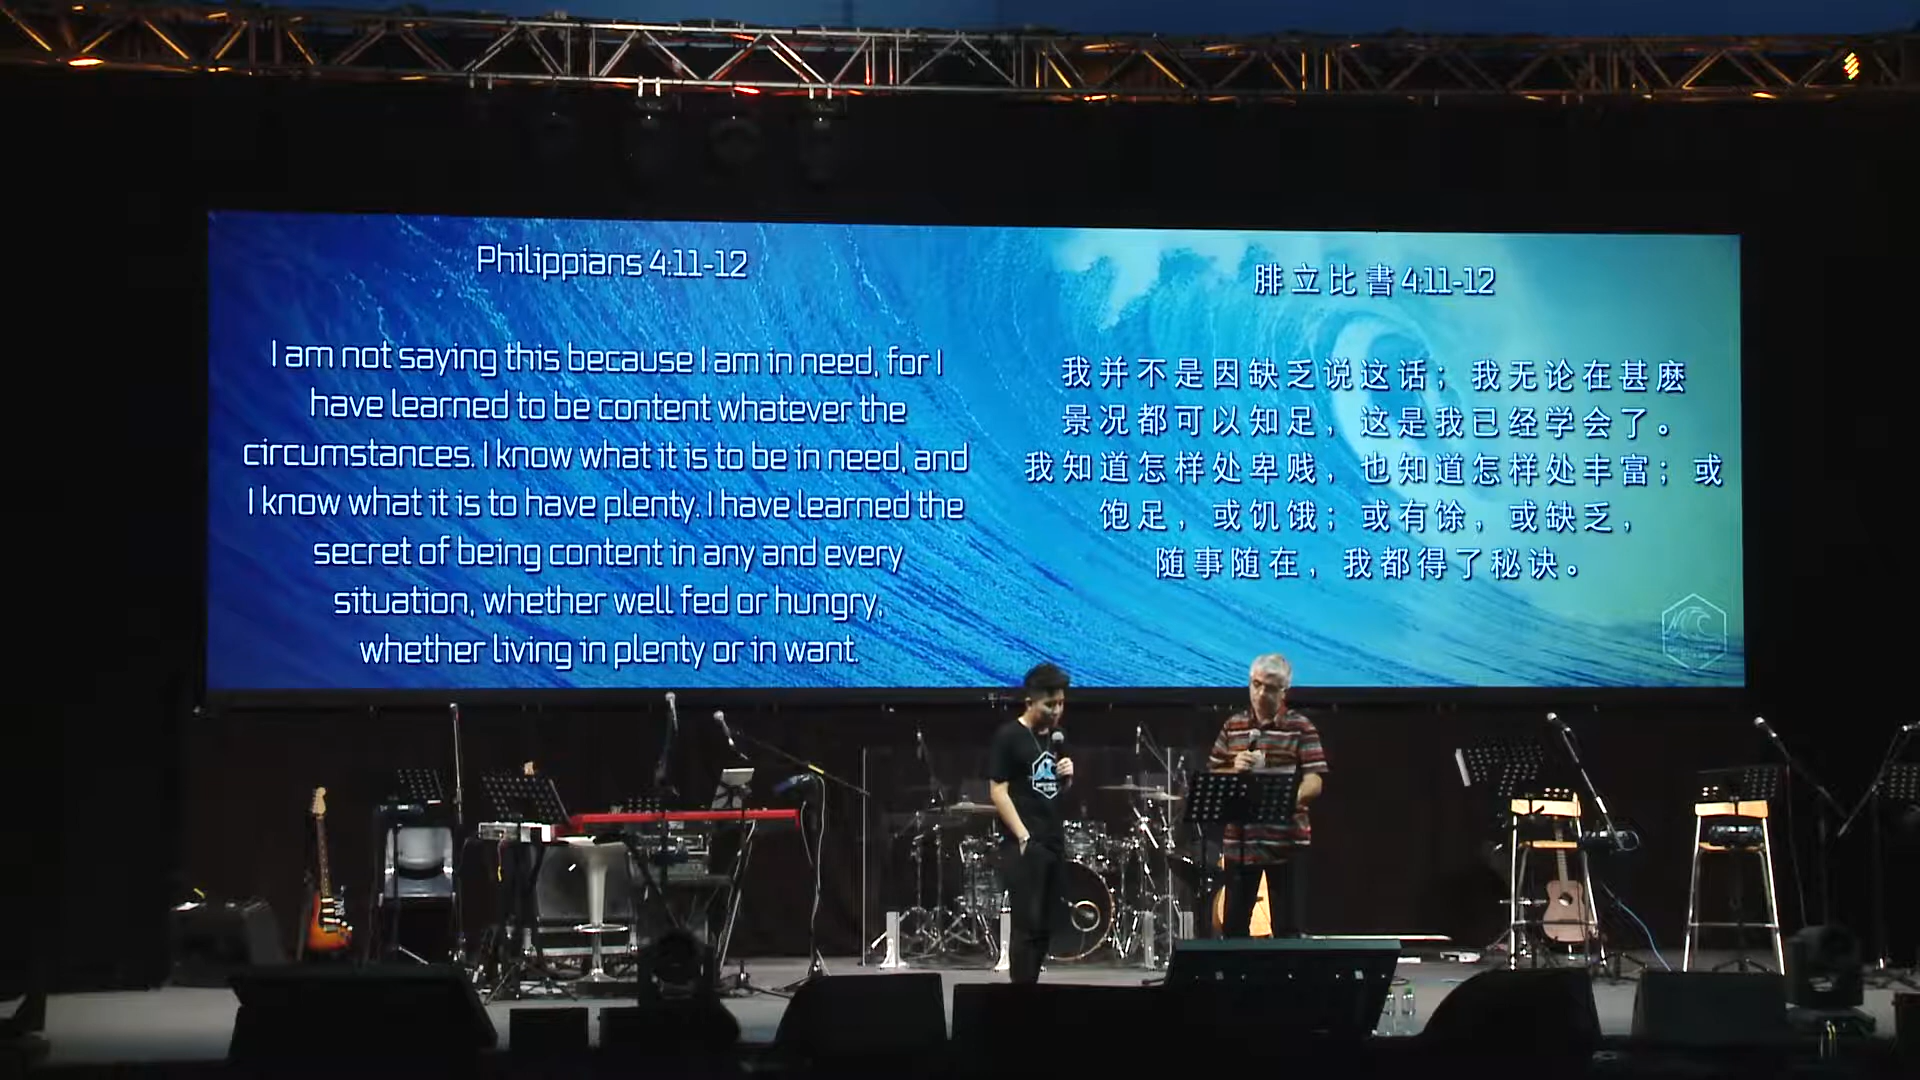 Philippians 4:11-12
I am not saying this because I am in need, for I
have learned to be content whatever the
circumstances. I know what it is to be in need, and
I know what it is to have plenty. I have learned the
secret of being content in any and every
situation, whether well fed or hungry,
whether living in plenty or in want.
腓立比書 4:11-12
我并不是因缺乏说这话；我无论在甚麽
景况都可以知足，这是我已经学会了。
我知道怎样处卑贱，也知道怎样处丰富；或
饱足，或饥饿；或有馀，或缺乏，
随事随在，我都得了秘诀。